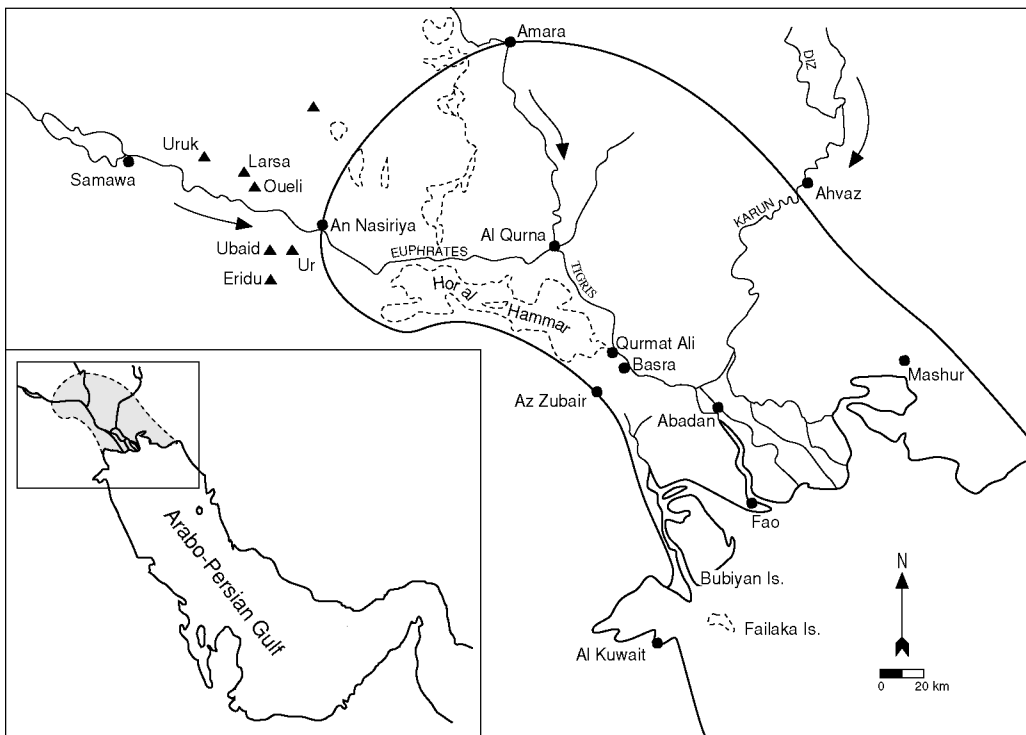 Amara
DIZ
Uruk
Larsa
Samawa
Oueli
Ahvaz
KARUN
An Nasiriya
Al Qurna
EUPHRATES
Ubaid
Ur
Eridu
TIGRIS
Hor al
Hammar
Qurmat Ali
Basra
Mashur
Az Zubair
Abadan
Fao
Arabo-Persian Gulf
N
Bubiyan Is.
Failaka Is.
Al Kuwait
0 20 km